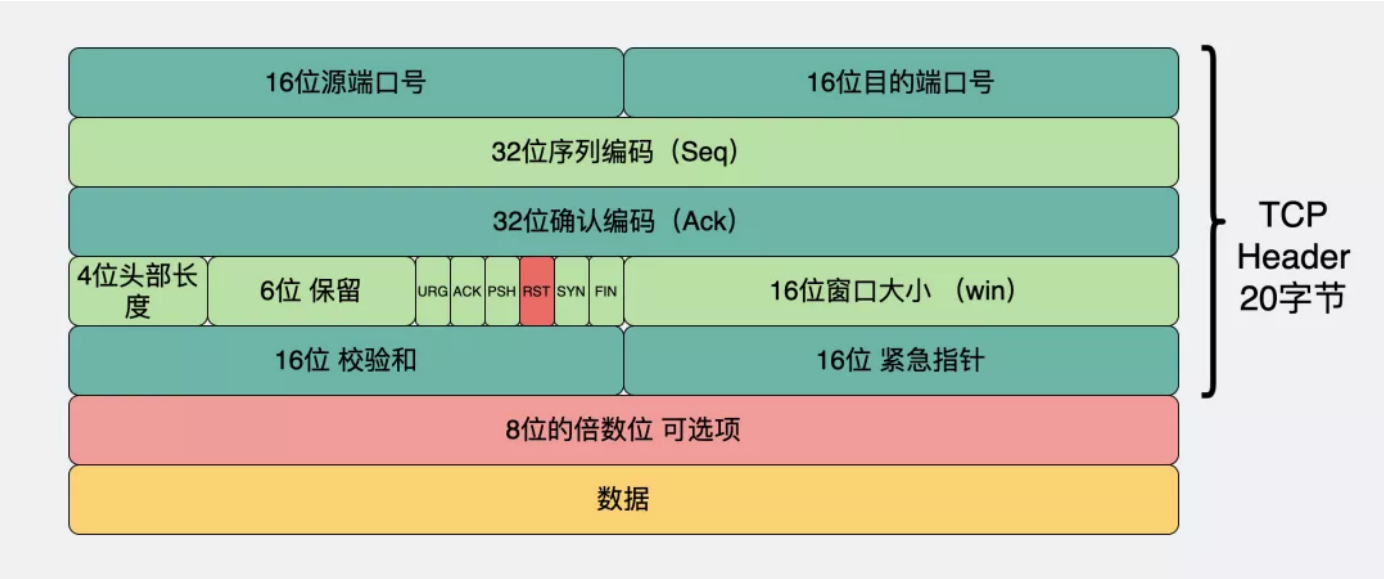 16位源端口号
16位目的端口号
32位序列编码（Seq）
32位确认编码（Ack）
4位头部长
度
6位 保留
URG
ACK
PSH
RST
SYN
FIN
16位窗口大小 （win）
16位 校验和
16位 紧急指针
8位的倍数位 可选项
数据
TCP
Header
20字节